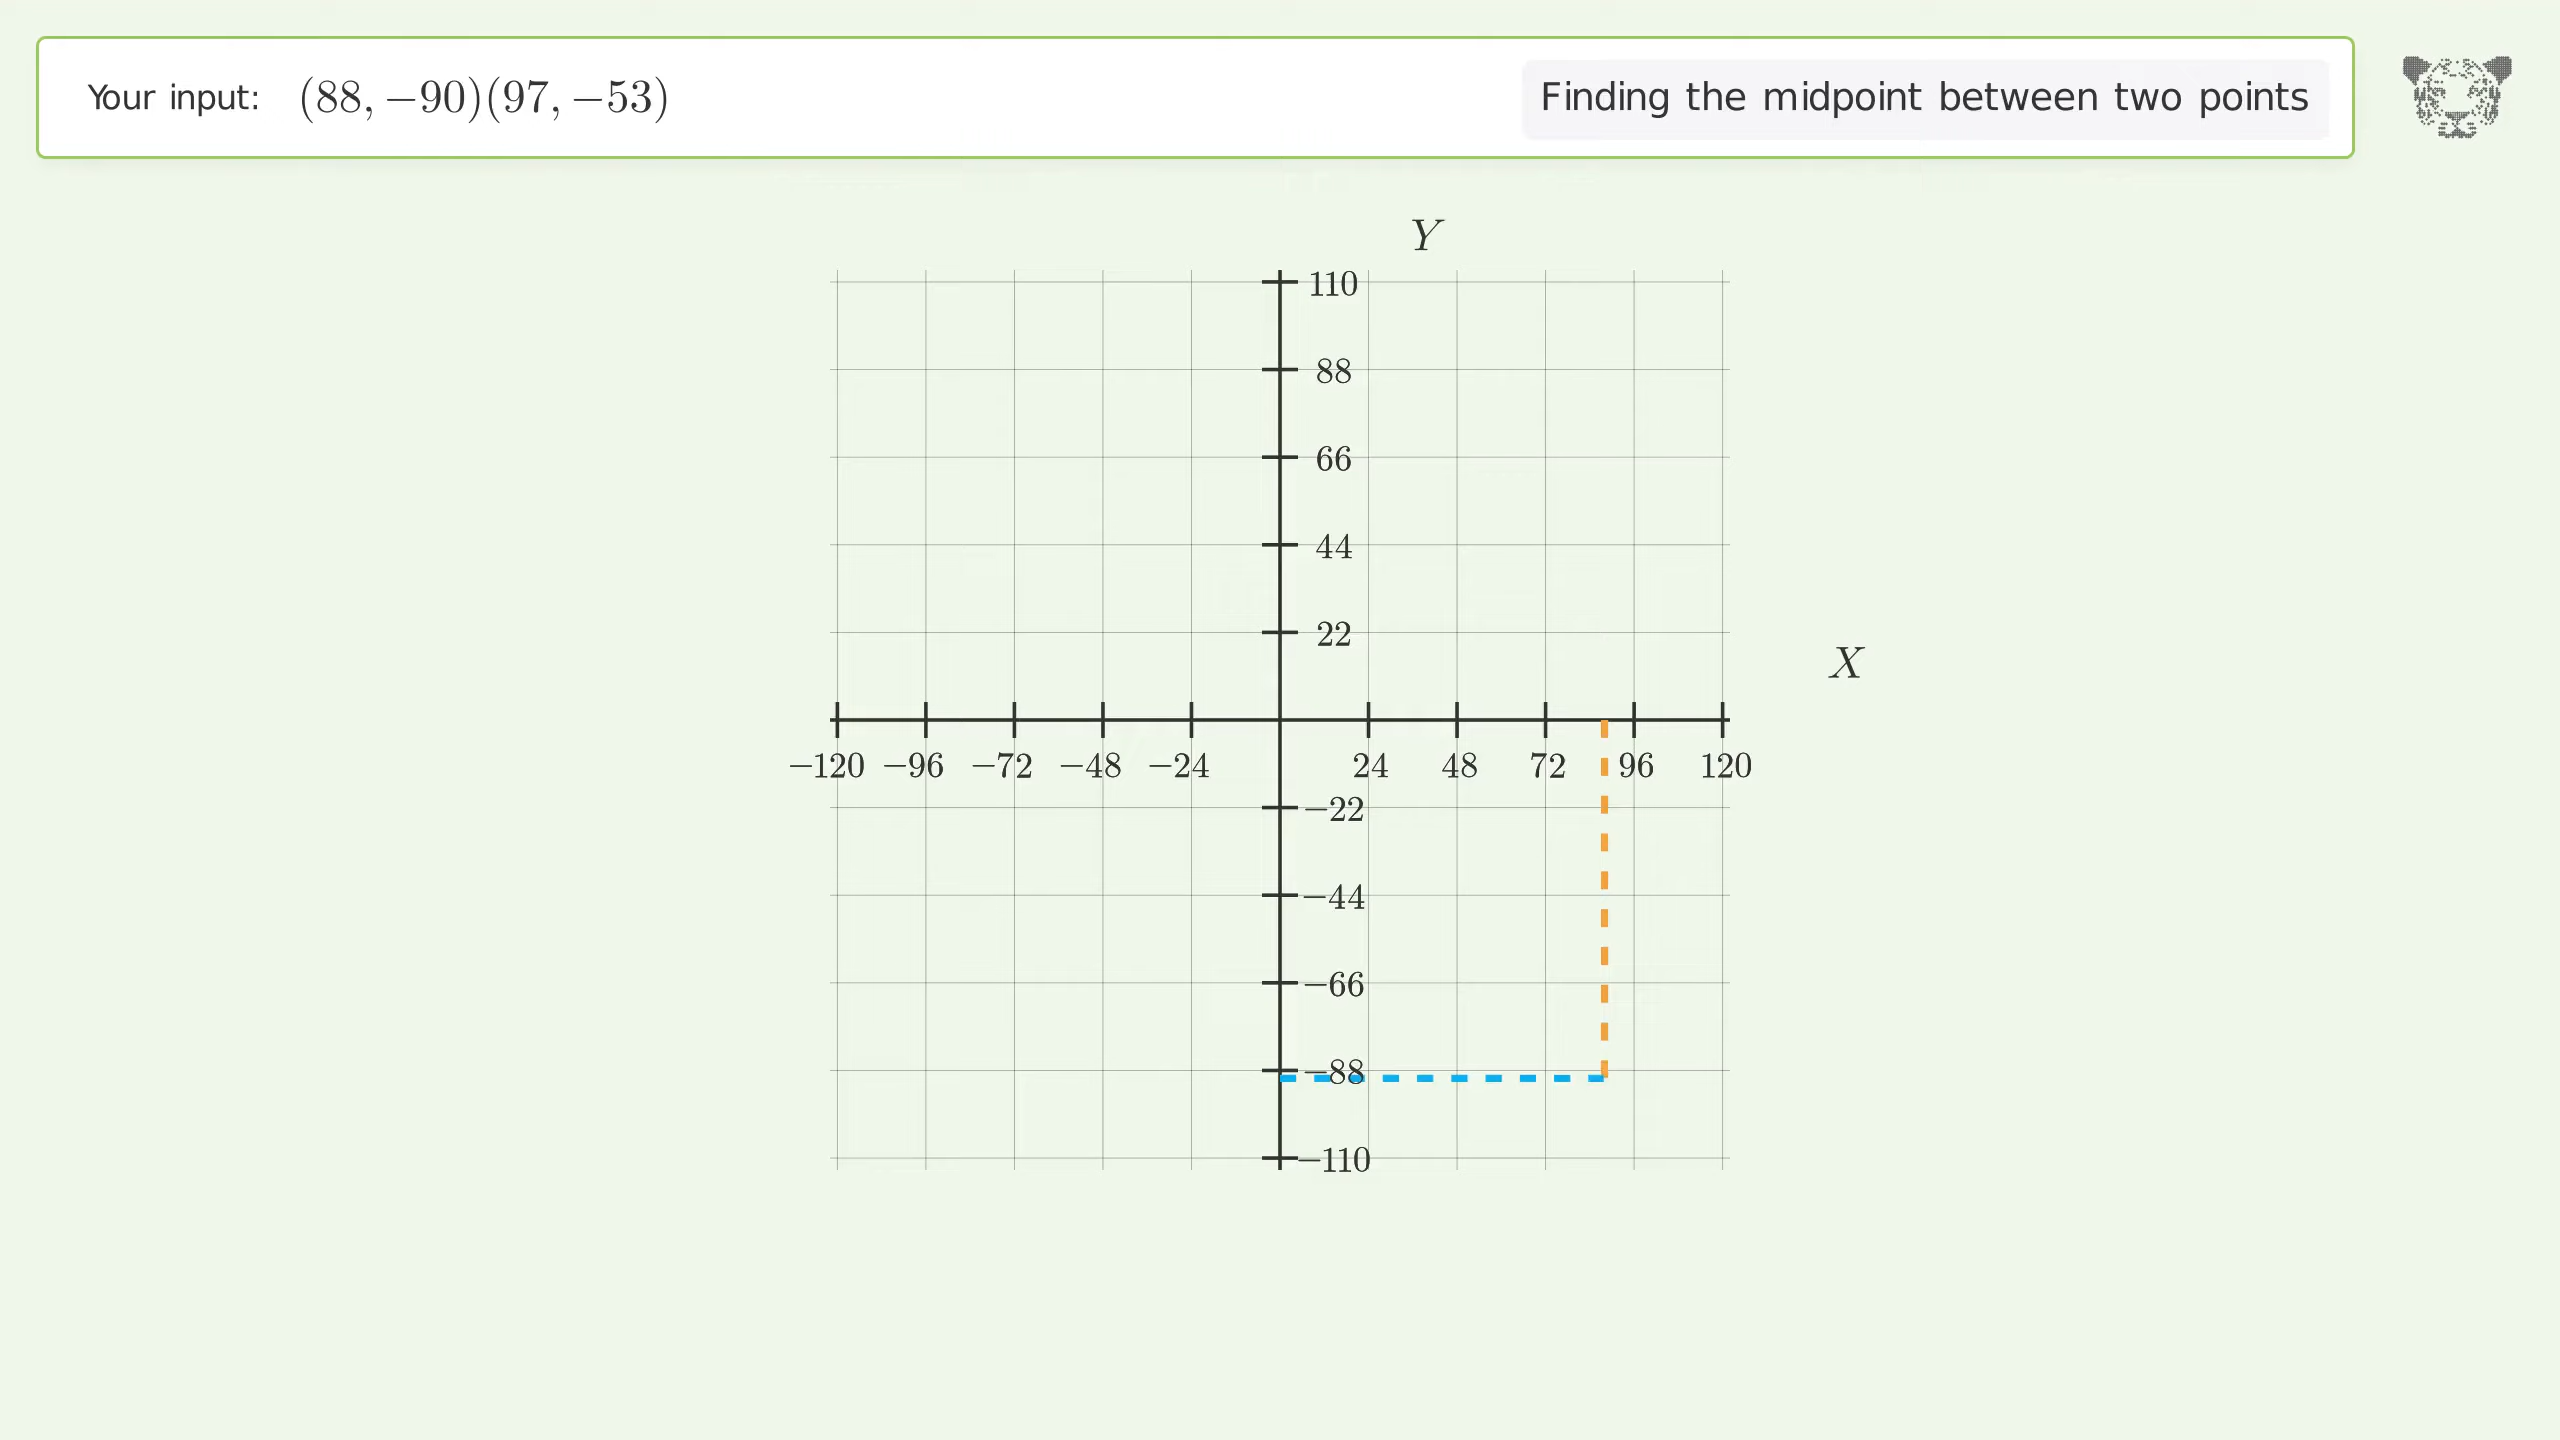 Your input: (88, −90)(97, −53)
Finding the midpoint between two points
Y
110
88
66
44
22
X
−120 −96 −72 −48 −24 24 48 72 96 120
−22
−44
−66
−88
−110